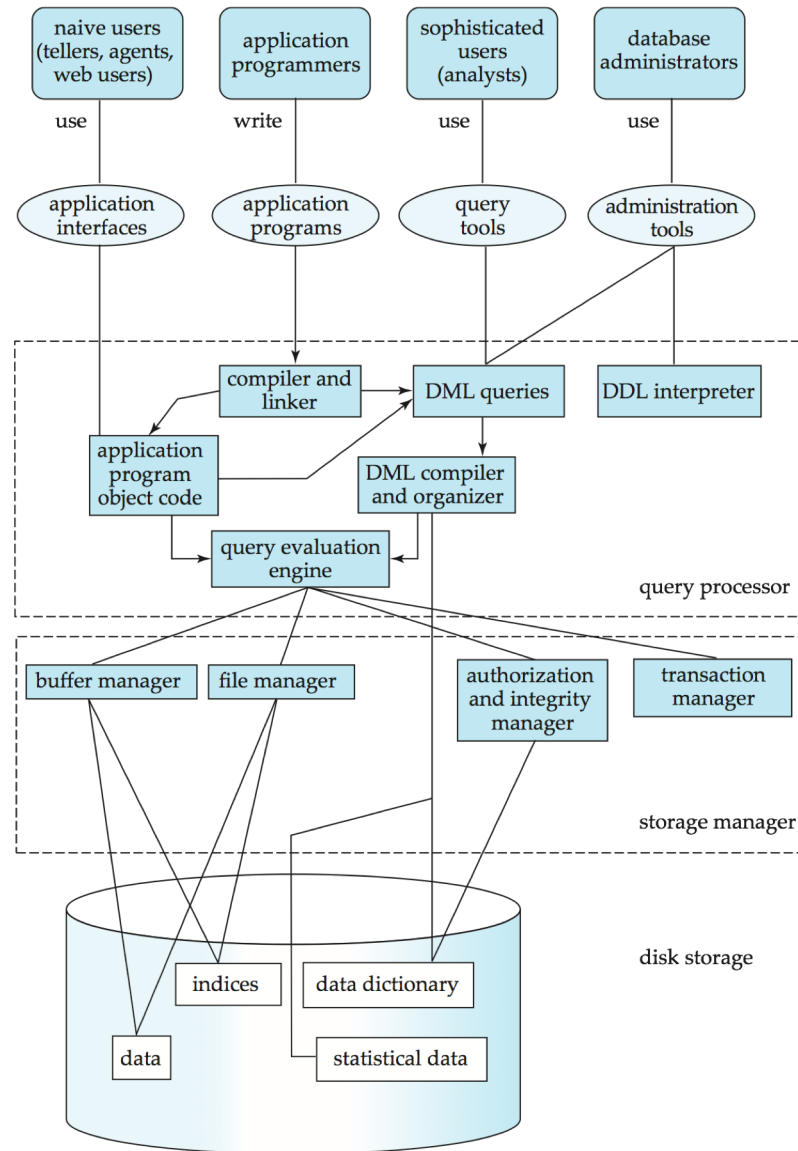 naive users
(tellers, agents,
web users)
application
programmers
sophisticated
users
(analysts)
database
administrators
use
write
use
use
application
interfaces
application
programs
query
tools
administration
tools
compiler and
linker
DML queries
DDL interpreter
application
program
object code
DML compiler
and organizer
query evaluation
engine
query processor
buffer manager
file manager
authorization
and integrity
manager
transaction
manager
storage manager
disk storage
indices
data dictionary
data
statistical data